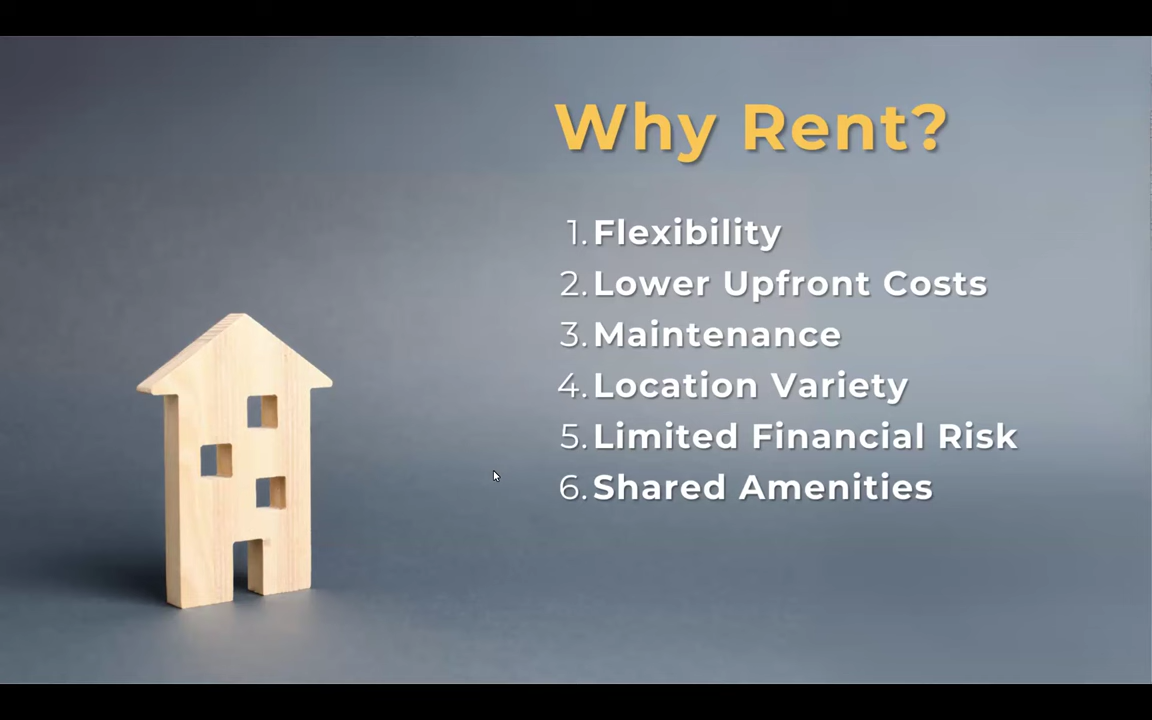 Why Rent?
1. Flexibility
2. Lower Upfront Costs
3. Maintenance
4. Location Variety
5. Limited Financial Risk
6. Shared Amenities